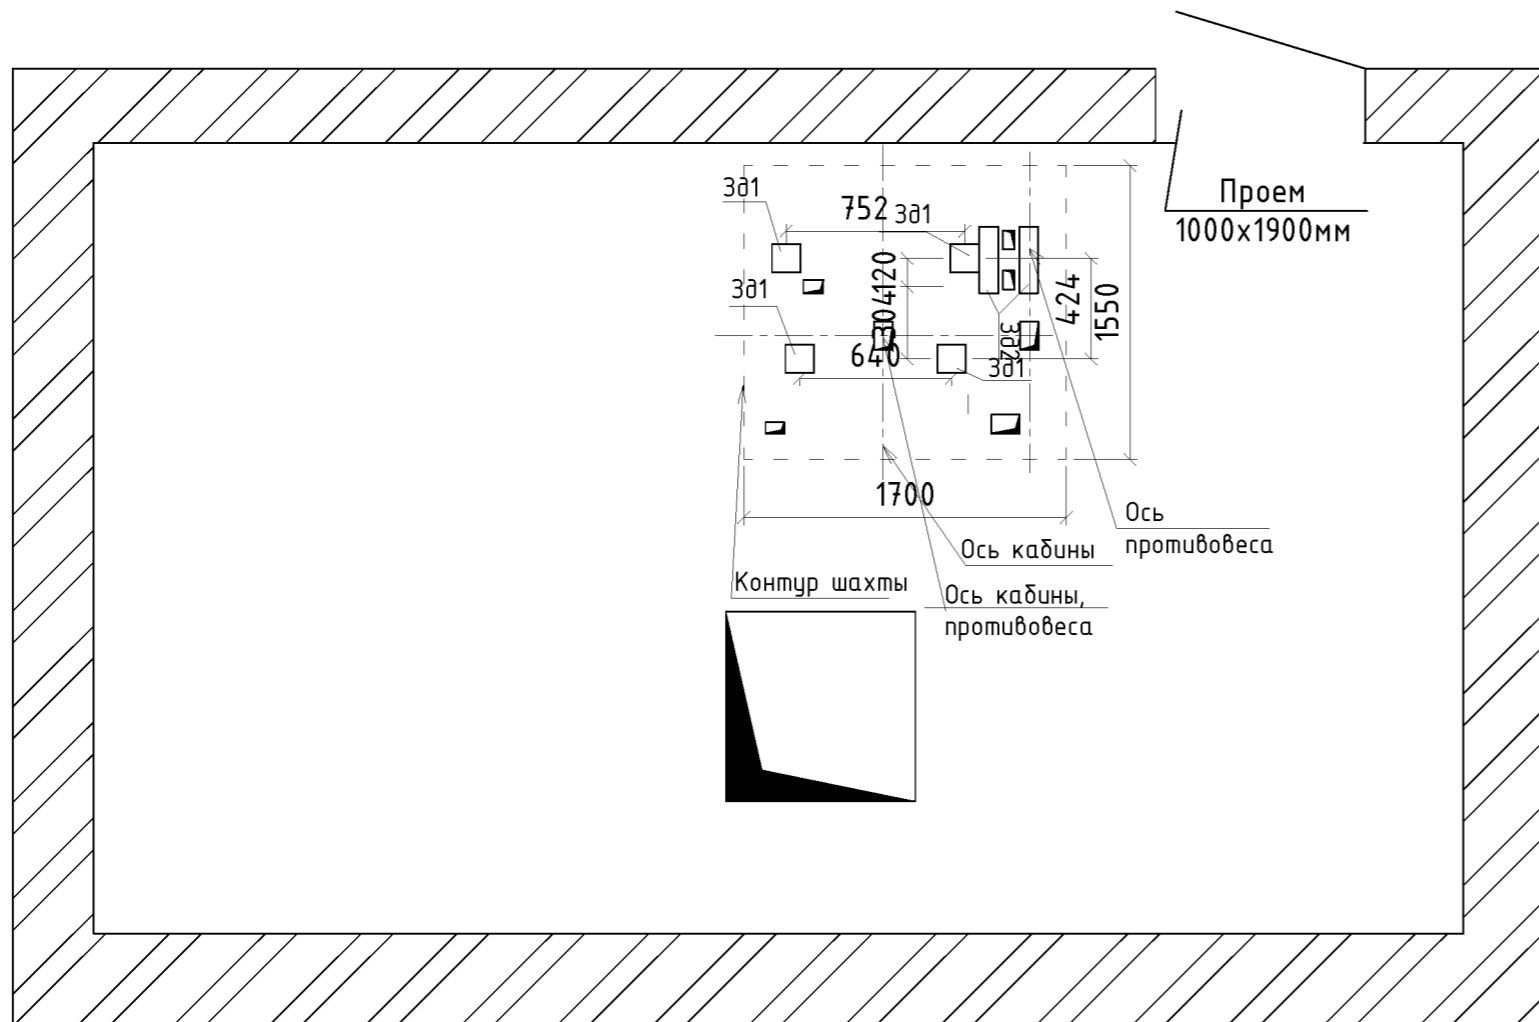 Проем
1000х1900мм
Зд1
752
Зд1
120
Зд1
304
424
1550
Зд2
640
Зд1
1700
Ось
противовеса
Ось кабины
Контур шахты
Ось кабины,
противовеса